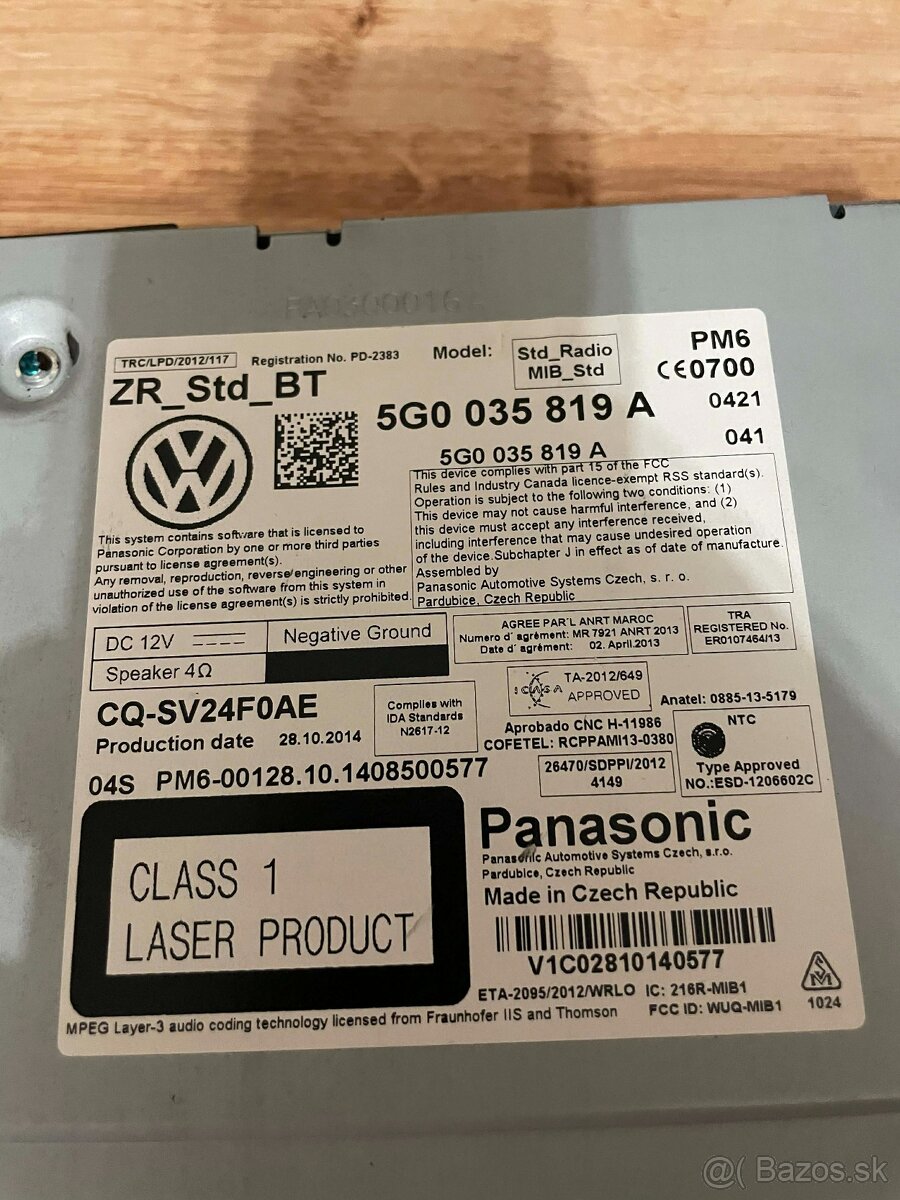 FA0300016
TRC/LPD/2012/117
Registration No. PD-2383
Model:
Std_Radio
MIB_Std
PM6
CE0700
ZR_Std_BT
5G0 035 819 A
0421
5G0 035 819 A
041
This device complies with part 15 of the FCC
Rules and Industry Canada licence-exempt RSS standard(s).
Operation is subject to the following two conditions: (1)
This device may not cause harmful interference, and (2)
this device must accept any interference received,
including interference that may cause undesired operation
of the device.Subchapter J in effect as of date of manufacture.
Assembled by
Panasonic Automotive Systems Czech, s. r. o.
Pardubice, Czech Republic
This system contains software that is licensed to
Panasonic Corporation by one or more third parties
pursuant to license agreement(s).
Any removal, reproduction, reverse/engineering or other
unauthorized use of the software from this system in
violation of the license agreement(s) is strictly prohibited.
DC 12V
Negative Ground
Speaker 4Ω
AGREE PAR'L ANRT MAROC
Numero d' agrément: MR 7921 ANRT 2013
Date d' agrément: 02. April.2013
TRA
REGISTERED No.
ER0107464/13
ICASA
TA-2012/649
APPROVED
Anatel: 0885-13-5179
CQ-SV24F0AE
Complies with
IDA Standards
N2617-12
Aprobado CNC H-11986
COFETEL: RCPPAMI13-0380
NTC
Type Approved
NO.:ESD-1206602C
Production date 28.10.2014
26470/SDPPI/2012
4149
04S PM6-00128.10.1408500577
CLASS 1
LASER PRODUCT
Panasonic
Panasonic Automotive Systems Czech, s.r.o.
Pardubice, Czech Republic
Made in Czech Republic
V1C02810140577
ETA-2095/2012/WRLO IC: 216R-MIB1
FCC ID: WUQ-MIB1
1024
MPEG Layer-3 audio coding technology licensed from Fraunhofer IIS and Thomson
@( Bazos.sk